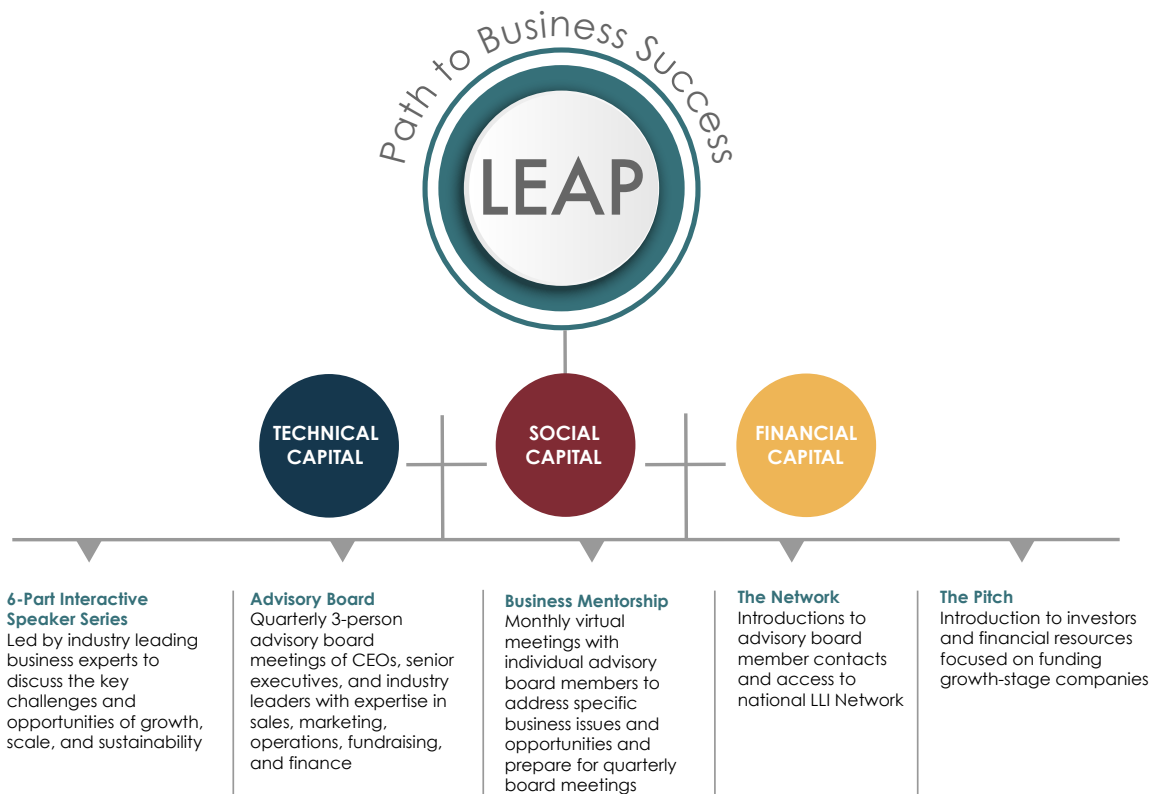 Path to Business Success
LEAP
TECHNICAL
CAPITAL
SOCIAL
CAPITAL
FINANCIAL
CAPITAL
6-Part Interactive
Speaker Series
Led by industry leading
business experts to
discuss the key
challenges and
opportunities of growth,
scale, and sustainability
Advisory Board
Quarterly 3-person
advisory board
meetings of CEOs, senior
executives, and industry
leaders with expertise in
sales, marketing,
operations, fundraising,
and finance
Business Mentorship
Monthly virtual
meetings with
individual advisory
board members to
address specific
business issues and
opportunities and
prepare for quarterly
board meetings
The Network
Introductions to
advisory board
member contacts
and access to
national LLI Network
The Pitch
Introduction to investors
and financial resources
focused on funding
growth-stage companies